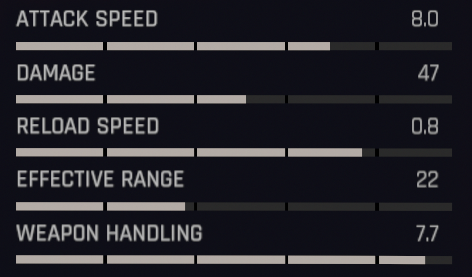 ATTACK SPEED 8.0
DAMAGE 47
RELOAD SPEED 0.8
EFFECTIVE RANGE 22
WEAPON HANDLING 7.7